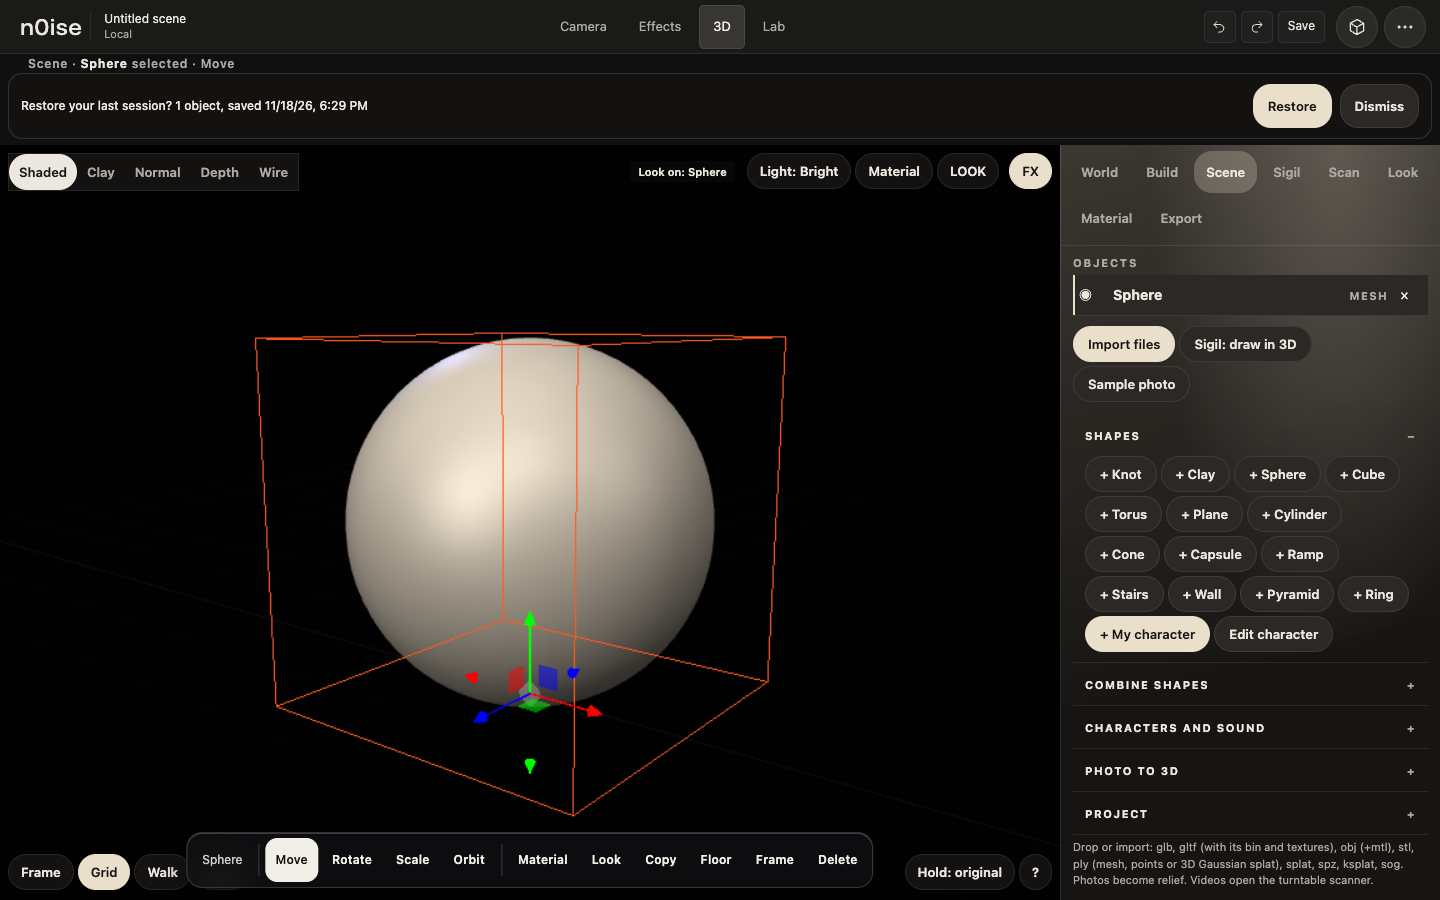 n0ise
Untitled scene
Local
Camera Effects 3D Lab
Save
Scene · Sphere selected · Move
Restore your last session? 1 object, saved 11/18/26, 6:29 PM
Restore Dismiss
Shaded Clay Normal Depth Wire
Look on: Sphere
Light: Bright Material LOOK FX
World Build Scene Sigil Scan Look
Material Export
OBJECTS
Sphere MESH ×
Import files Sigil: draw in 3D
Sample photo
SHAPES −
+ Knot + Clay + Sphere + Cube
+ Torus + Plane + Cylinder
+ Cone + Capsule + Ramp
+ Stairs + Wall + Pyramid + Ring
+ My character Edit character
COMBINE SHAPES +
CHARACTERS AND SOUND +
PHOTO TO 3D +
PROJECT +
Drop or import: glb, gltf (with its bin and textures), obj (+mtl), stl,
ply (mesh, points or 3D Gaussian splat), splat, spz, ksplat, sog.
Photos become relief. Videos open the turntable scanner.
Frame Grid Walk
Sphere Move Rotate Scale Orbit Material Look Copy Floor Frame Delete
Hold: original ?